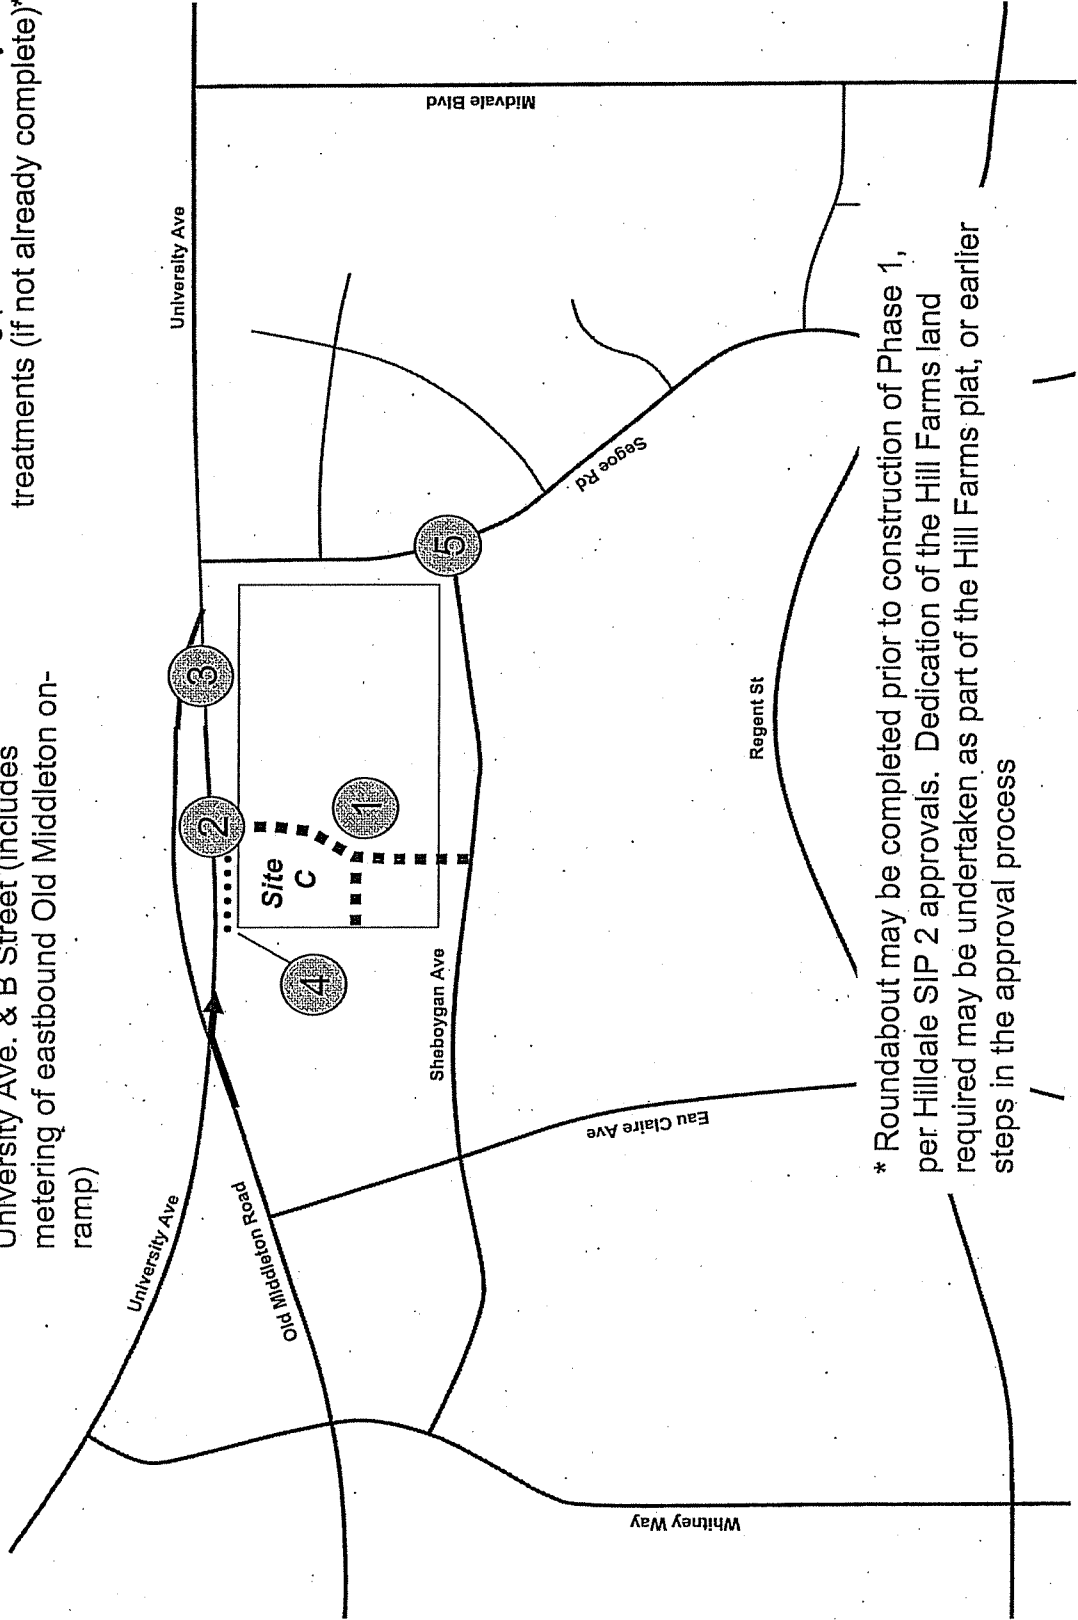 University Ave. & B Street (includes
metering of eastbound Old Middleton on-
ramp)
treatments (if not already complete)*
University Ave
University Ave
Old Middleton Road
Whitney Way
Eau Claire Ave
Sheboygan Ave
Segoe Rd
Midvale Blvd
Regent St
Site
C
1
2
3
4
5
* Roundabout may be completed prior to construction of Phase 1,
per Hilldale SIP 2 approvals. Dedication of the Hill Farms land
required may be undertaken as part of the Hill Farms plat, or earlier
steps in the approval process